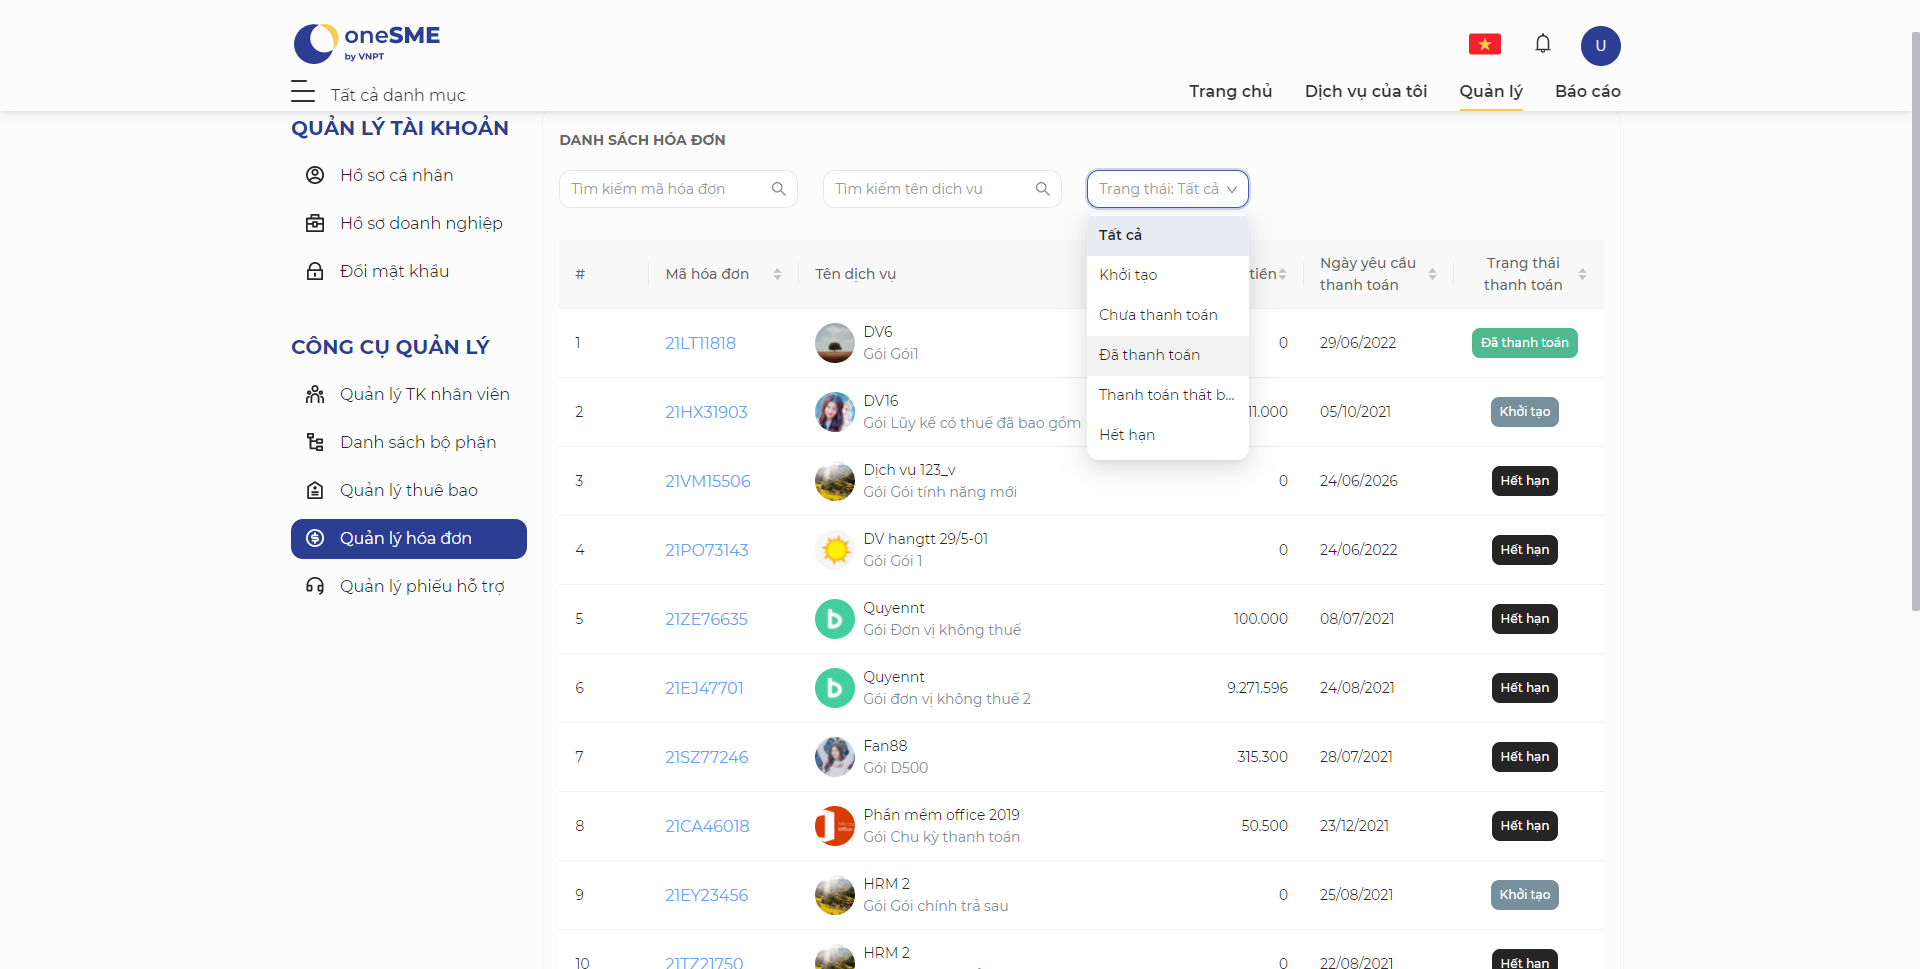 oneSME
by VNPT
U
Tất cả danh mục
Trang chủ
Dịch vụ của tôi
Quản lý
Báo cáo
QUẢN LÝ TÀI KHOẢN
Hồ sơ cá nhân
Hồ sơ doanh nghiệp
Đổi mật khẩu
CÔNG CỤ QUẢN LÝ
Quản lý TK nhân viên
Danh sách bộ phận
Quản lý thuê bao
Quản lý hóa đơn
Quản lý phiếu hỗ trợ
DANH SÁCH HÓA ĐƠN
Tìm kiếm mã hóa đơn
Tìm kiếm tên dịch vụ
Trạng thái: Tất cả
Tất cả
Khởi tạo
Chưa thanh toán
Đã thanh toán
Thanh toán thất b...
Hết hạn
#
Mã hóa đơn
Tên dịch vụ
tiền
Ngày yêu cầu
thanh toán
Trạng thái
thanh toán
1
21LT11818
DV6
Gói Gói1
0
29/06/2022
Đã thanh toán
2
21HX31903
DV16
Gói Lũy kế có thuế đã bao gồm
11.000
05/10/2021
Khởi tạo
3
21VM15506
Dịch vụ 123_v
Gói Gói tính năng mới
0
24/06/2026
Hết hạn
4
21PO73143
DV hangtt 29/5-01
Gói Gói 1
0
24/06/2022
Hết hạn
5
21ZE76635
Quyennt
Gói Đơn vị không thuế
100.000
08/07/2021
Hết hạn
6
21EJ47701
Quyennt
Gói đơn vị không thuế 2
9.271.596
24/08/2021
Hết hạn
7
21SZ77246
Fan88
Gói D500
315.300
28/07/2021
Hết hạn
8
21CA46018
Phần mềm office 2019
Gói Chu kỳ thanh toán
50.500
23/12/2021
Hết hạn
9
21EY23456
HRM 2
Gói Gói chính trả sau
0
25/08/2021
Khởi tạo
10
21TZ21750
HRM 2
0
22/08/2021
Hết hạn